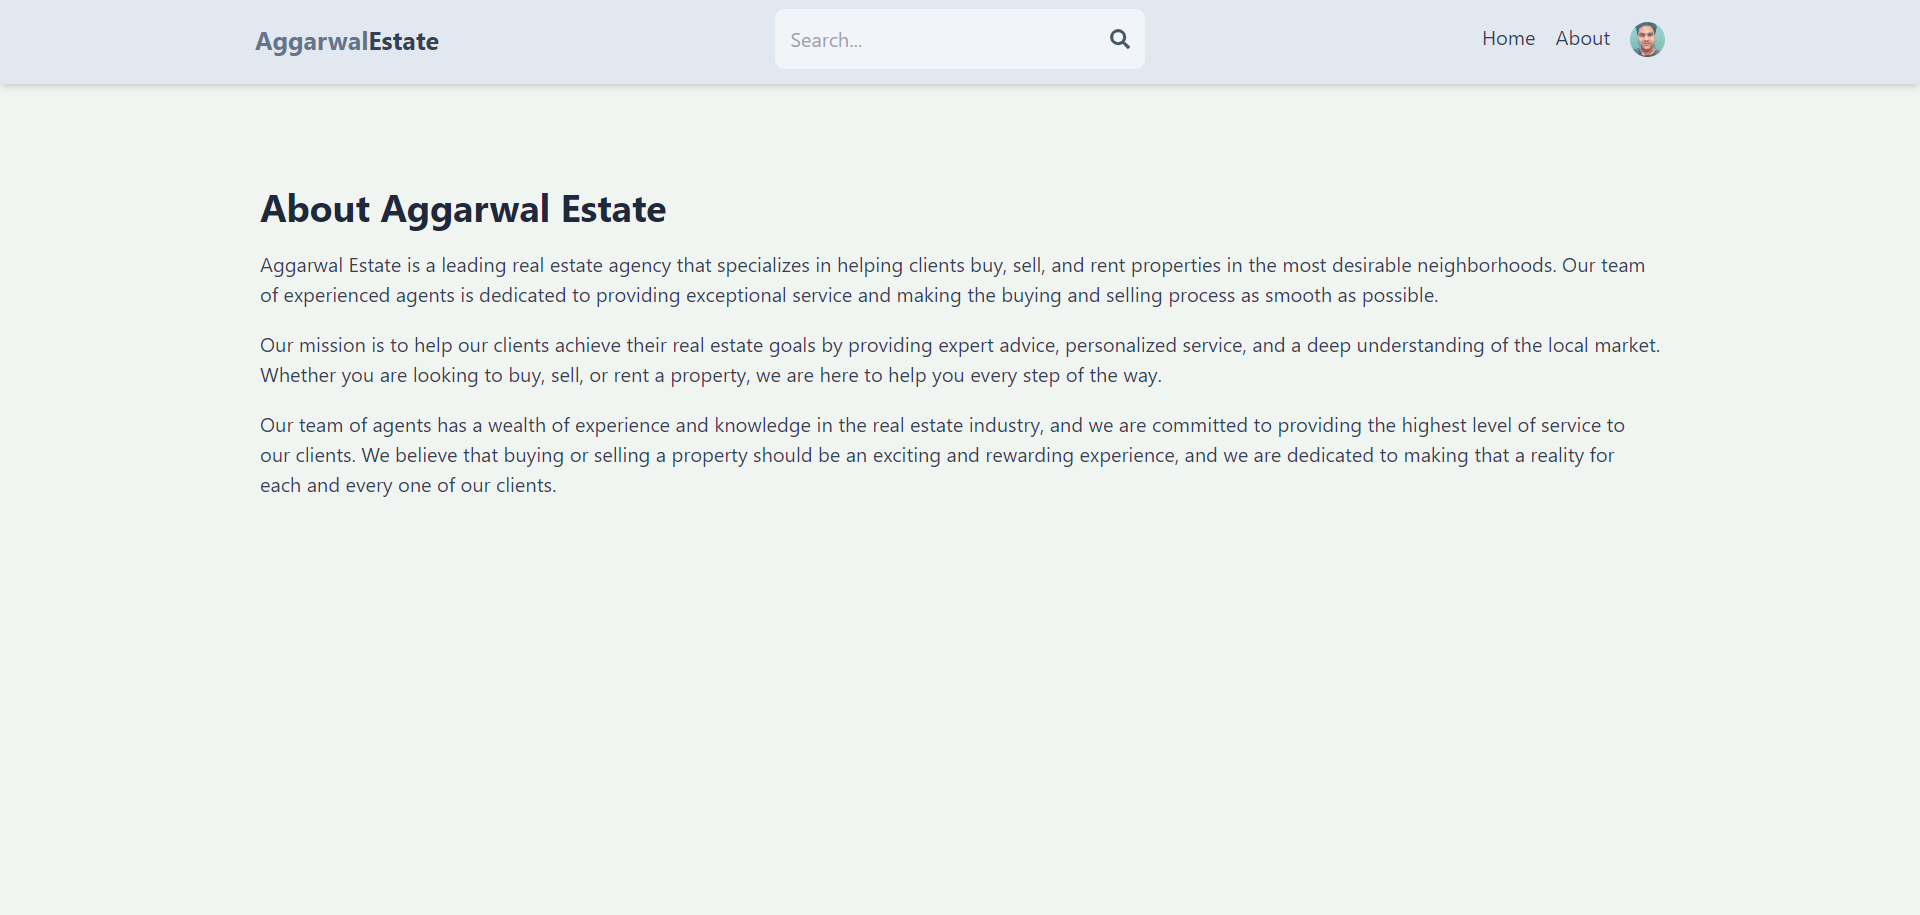 AggarwalEstate
Search...
Home About
About Aggarwal Estate
Aggarwal Estate is a leading real estate agency that specializes in helping clients buy, sell, and rent properties in the most desirable neighborhoods. Our team
of experienced agents is dedicated to providing exceptional service and making the buying and selling process as smooth as possible.
Our mission is to help our clients achieve their real estate goals by providing expert advice, personalized service, and a deep understanding of the local market.
Whether you are looking to buy, sell, or rent a property, we are here to help you every step of the way.
Our team of agents has a wealth of experience and knowledge in the real estate industry, and we are committed to providing the highest level of service to
our clients. We believe that buying or selling a property should be an exciting and rewarding experience, and we are dedicated to making that a reality for
each and every one of our clients.